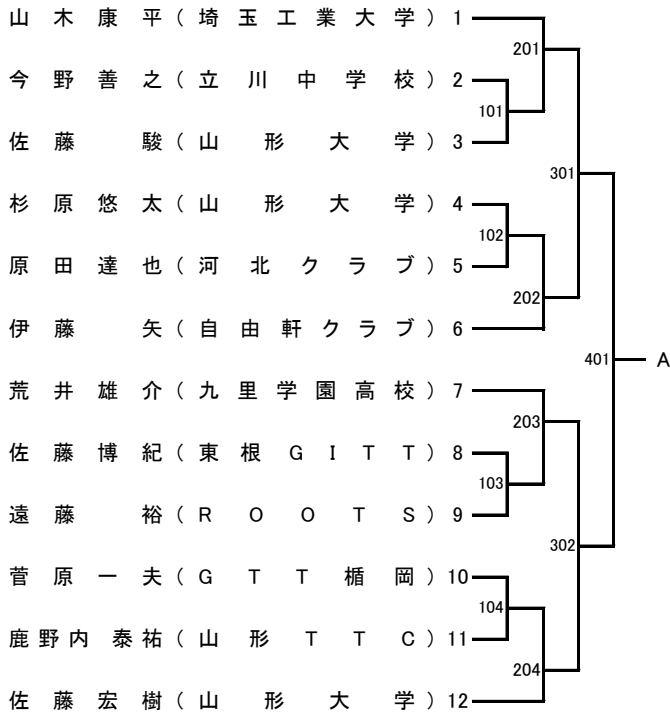 山木康平(埼玉工業大学) 1
201
今野善之(立川中学校) 2
101
佐藤 駿(山形大学) 3
301
杉原悠太(山形大学) 4
102
原田達也(河北クラブ) 5
202
伊藤 矢(自由軒クラブ) 6
401 A
荒井雄介(九里学園高校) 7
203
佐藤博紀(東根GITT) 8
103
遠藤 裕(ROOTS) 9
302
菅原一夫(GTT楯岡) 10
104
鹿野内泰祐(山形TTC) 11
204
佐藤宏樹(山形大学) 12